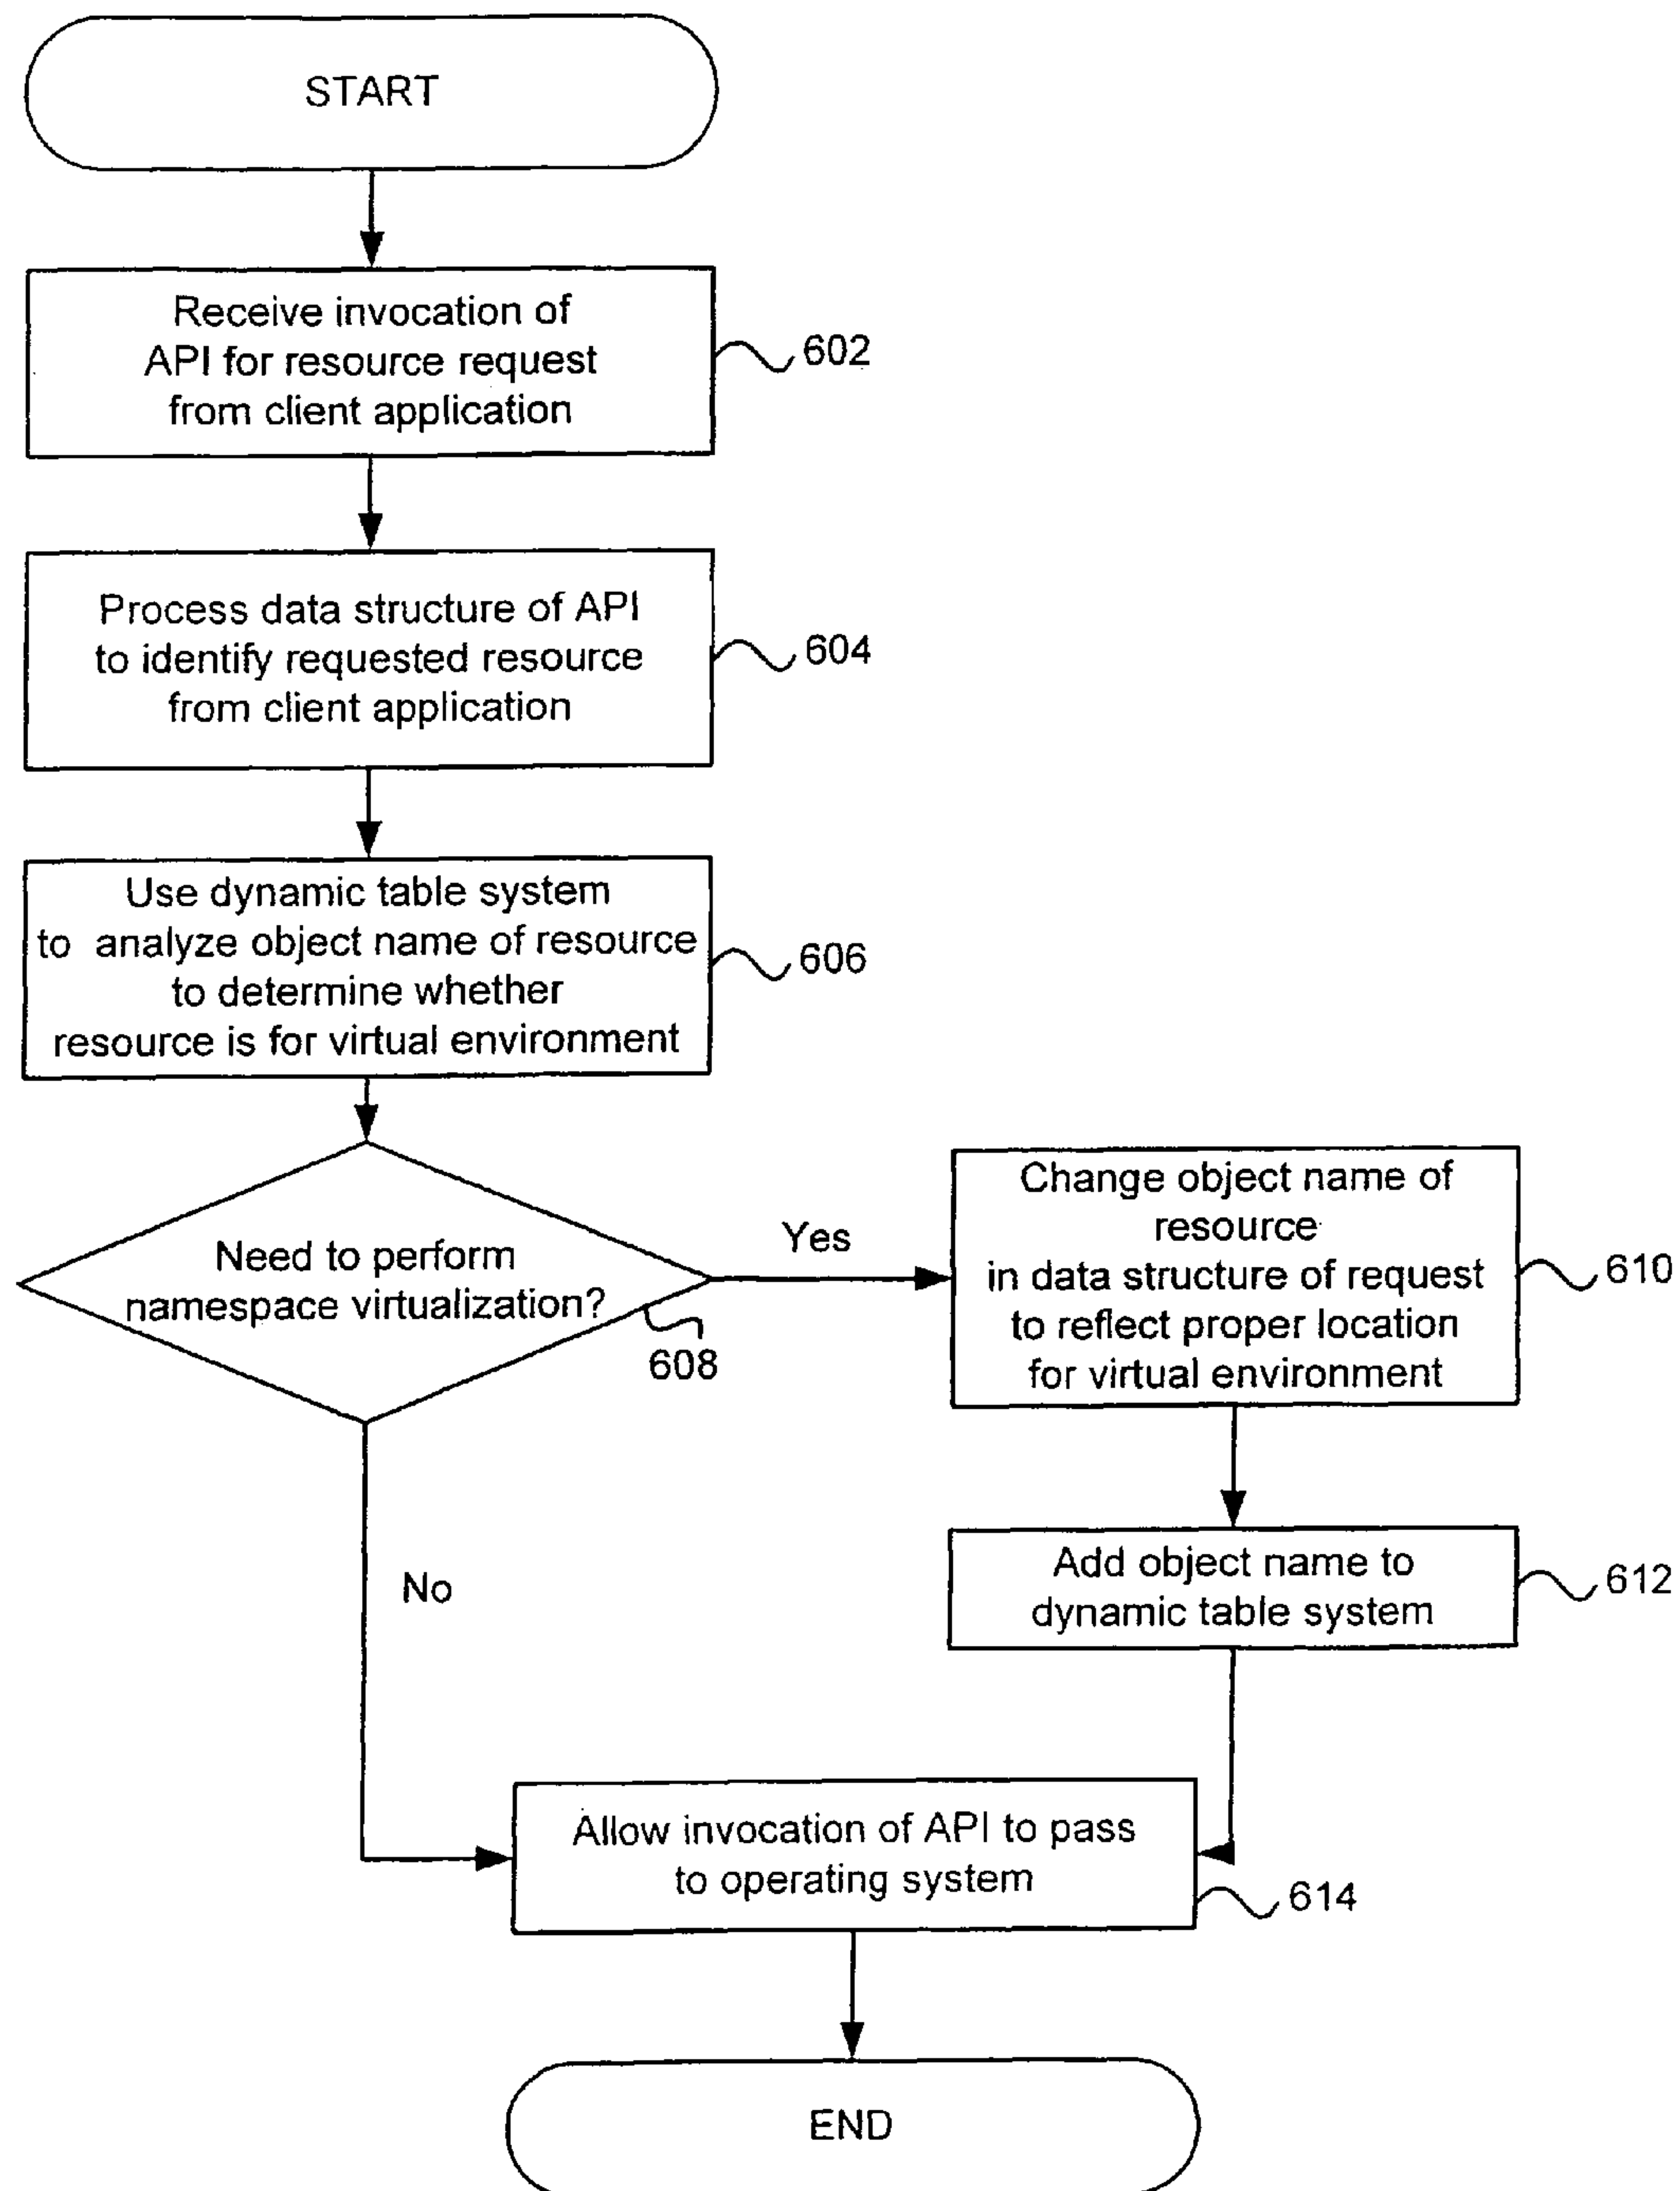 START
Receive invocation of
API for resource request
from client application
602
Process data structure of API
to identify requested resource
from client application
604
Use dynamic table system
to analyze object name of resource
to determine whether
resource is for virtual environment
606
Need to perform
namespace virtualization?
608
Yes
Change object name of
resource
in data structure of request
to reflect proper location
for virtual environment
610
Add object name to
dynamic table system
612
No
Allow invocation of API to pass
to operating system
614
END